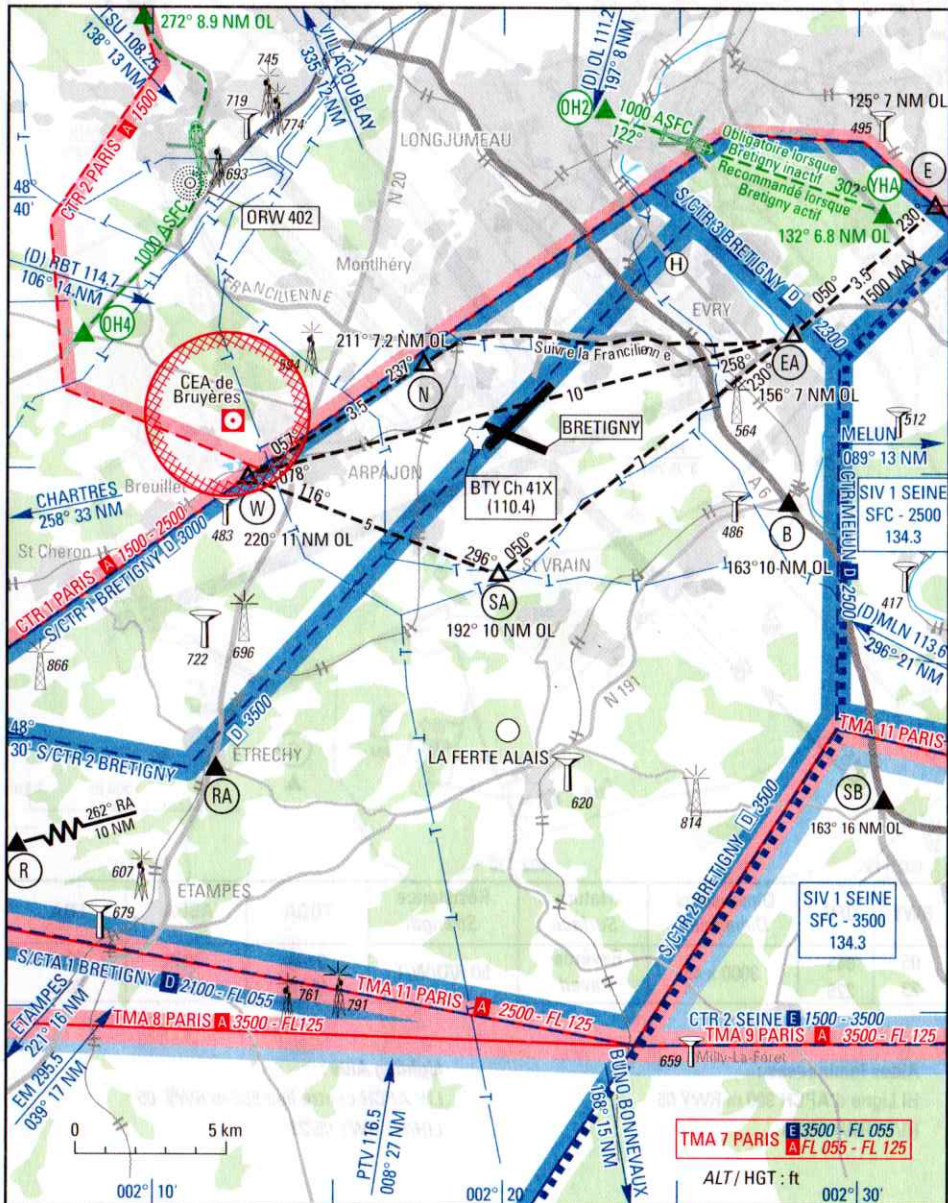 272° 8.9 NM OL
TSU 108.25
138° 13 NM
VILLACOUBLAY
335° 12 NM
745
719
774
693
(D) OL 111.2
197° 8 NM
OH2
1000 ASFC
122°
125° 7 NM OL
495
E
LONGJUMEAU
CTR 2 PARIS A 1500
Obligatoire lorsque
Bretigny inactif
302°
Recommandé lorsque
Bretigny actif
YHA
132° 6.8 NM OL
230°
48°
40'
ORW 402
N 20
1000 ASFC
S/CTR 3 BRETIGNY D 2300
(D) RBT 114.7
106° 14 NM
Montlhéry
FRANCILIENNE
H
EVRY
050°
3.5
1500 MAX
OH4
211° 7.2 NM OL
594
237°
N
Suivre la Francilienne
EA
258°
230°
156° 7 NM OL
CEA de
Bruyères
3.5
057°
10
564
512
BRETIGNY
MELUN
089° 13 NM
078°
ARPAJON
116°
Breuillet
W
CHARTRES
258° 33 NM
BTY Ch 41X
(110.4)
7
A 6
SIV 1 SEINE
SFC - 2500
134.3
483
220° 11 NM OL
5
486
B
St Cheron
296°
050°
St VRAIN
163° 10 NM OL
CTR MELUN D 2500
CTR 1 PARIS A 1500 - 2500
S/CTR 1 BRETIGNY D 3000
SA
192° 10 NM OL
417
(D) MLN 113.6
296° 21 NM
722
696
866
N 191
D 3500
48°
30'
S/CTR 2 BRETIGNY
ÉTRECHY
RA
LA FERTE ALAIS
TMA 11 PARIS
620
814
SB
163° 16 NM OL
262° RA
10 NM
R
607
ETAMPES
679
S/CTR 2 BRETIGNY D 3500
SIV 1 SEINE
SFC - 3500
134.3
S/CTA 1 BRETIGNY D 2100 - FL055
761
791
TMA 11 PARIS A 2500 - FL 125
TMA 8 PARIS A 3500 - FL125
CTR 2 SEINE E 1500 - 3500
TMA 9 PARIS A 3500 - FL 125
ETAMPES
221° 16 NM
EM 295.5
039° 17 NM
659
Milly-La-Foret
BUNO BONNEVAUX
168° 15 NM
PTV 116.5
008° 27 NM
0 5 km
TMA 7 PARIS E 3500 - FL 055
A FL 055 - FL 125
ALT / HGT : ft
002° 10'
002° 20'
002° 30'